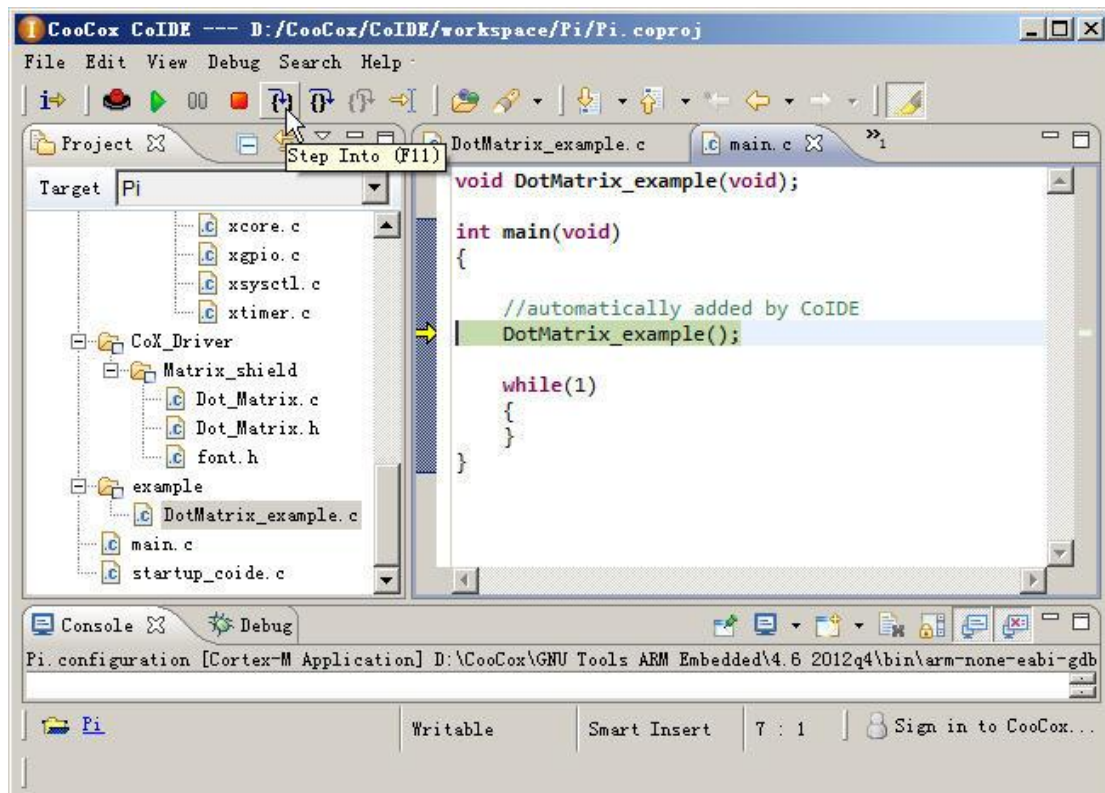 CooCox CoIDE --- D:/CooCox/CoIDE/workspace/Pi/Pi.coproj
File Edit View Debug Search Help
Project
Step Into (F11)
Target Pi
xcore.c
xgpio.c
xsysctl.c
xtimer.c
CoX_Driver
Matrix_shield
Dot_Matrix.c
Dot_Matrix.h
font.h
example
DotMatrix_example.c
main.c
startup_coide.c
DotMatrix_example.c main.c »1
void DotMatrix_example(void);
int main(void)
{
//automatically added by CoIDE
DotMatrix_example();
while(1)
{
}
}
Console Debug
Pi.configuration [Cortex-M Application] D:\CooCox\GNU Tools ARM Embedded\4.6 2012q4\bin\arm-none-eabi-gdb
Pi Writable Smart Insert 7 : 1 Sign in to CooCox...